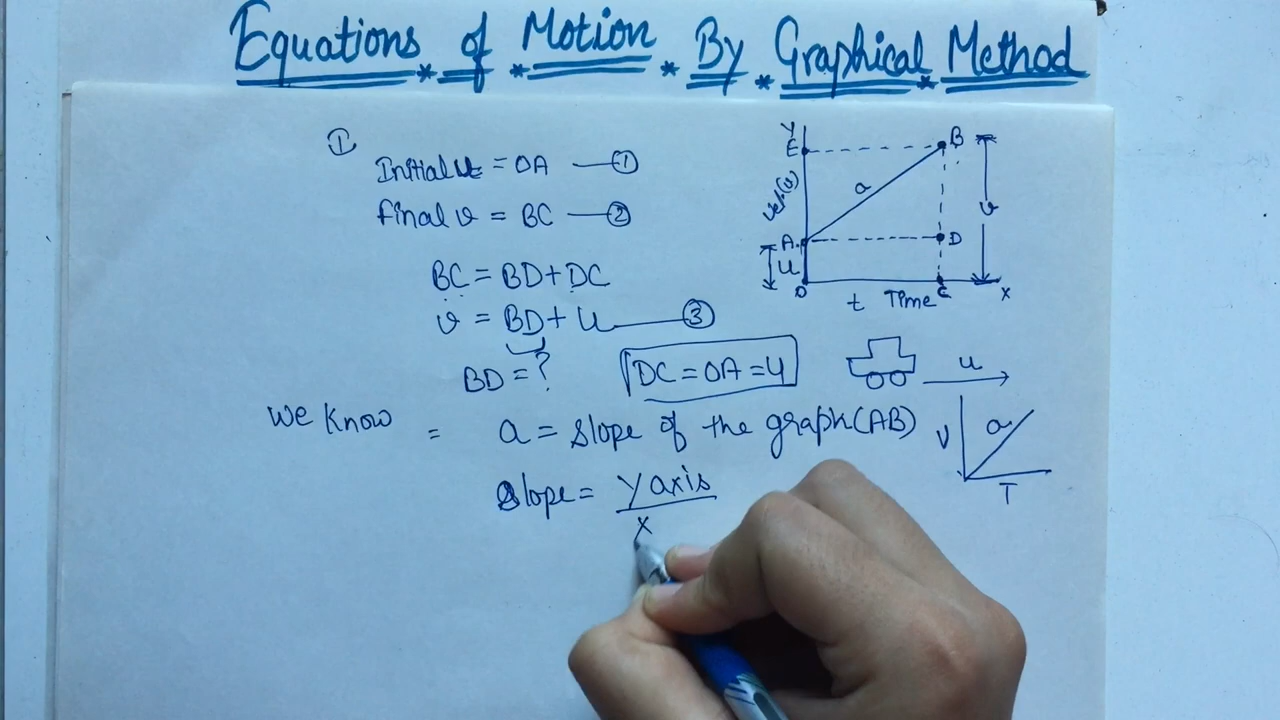 Equations of Motion By Graphical Method
①
Initial u = OA — ①
final v = BC — ②
BC = BD + DC
v = BD + u — ③
BD = ?
DC = OA = u
We Know = a = slope of the graph (AB)
Slope = y axis
x
Y
E
B
Vel(v)
a
v
A
D
u
O
C
X
t Time
u
V
a
T